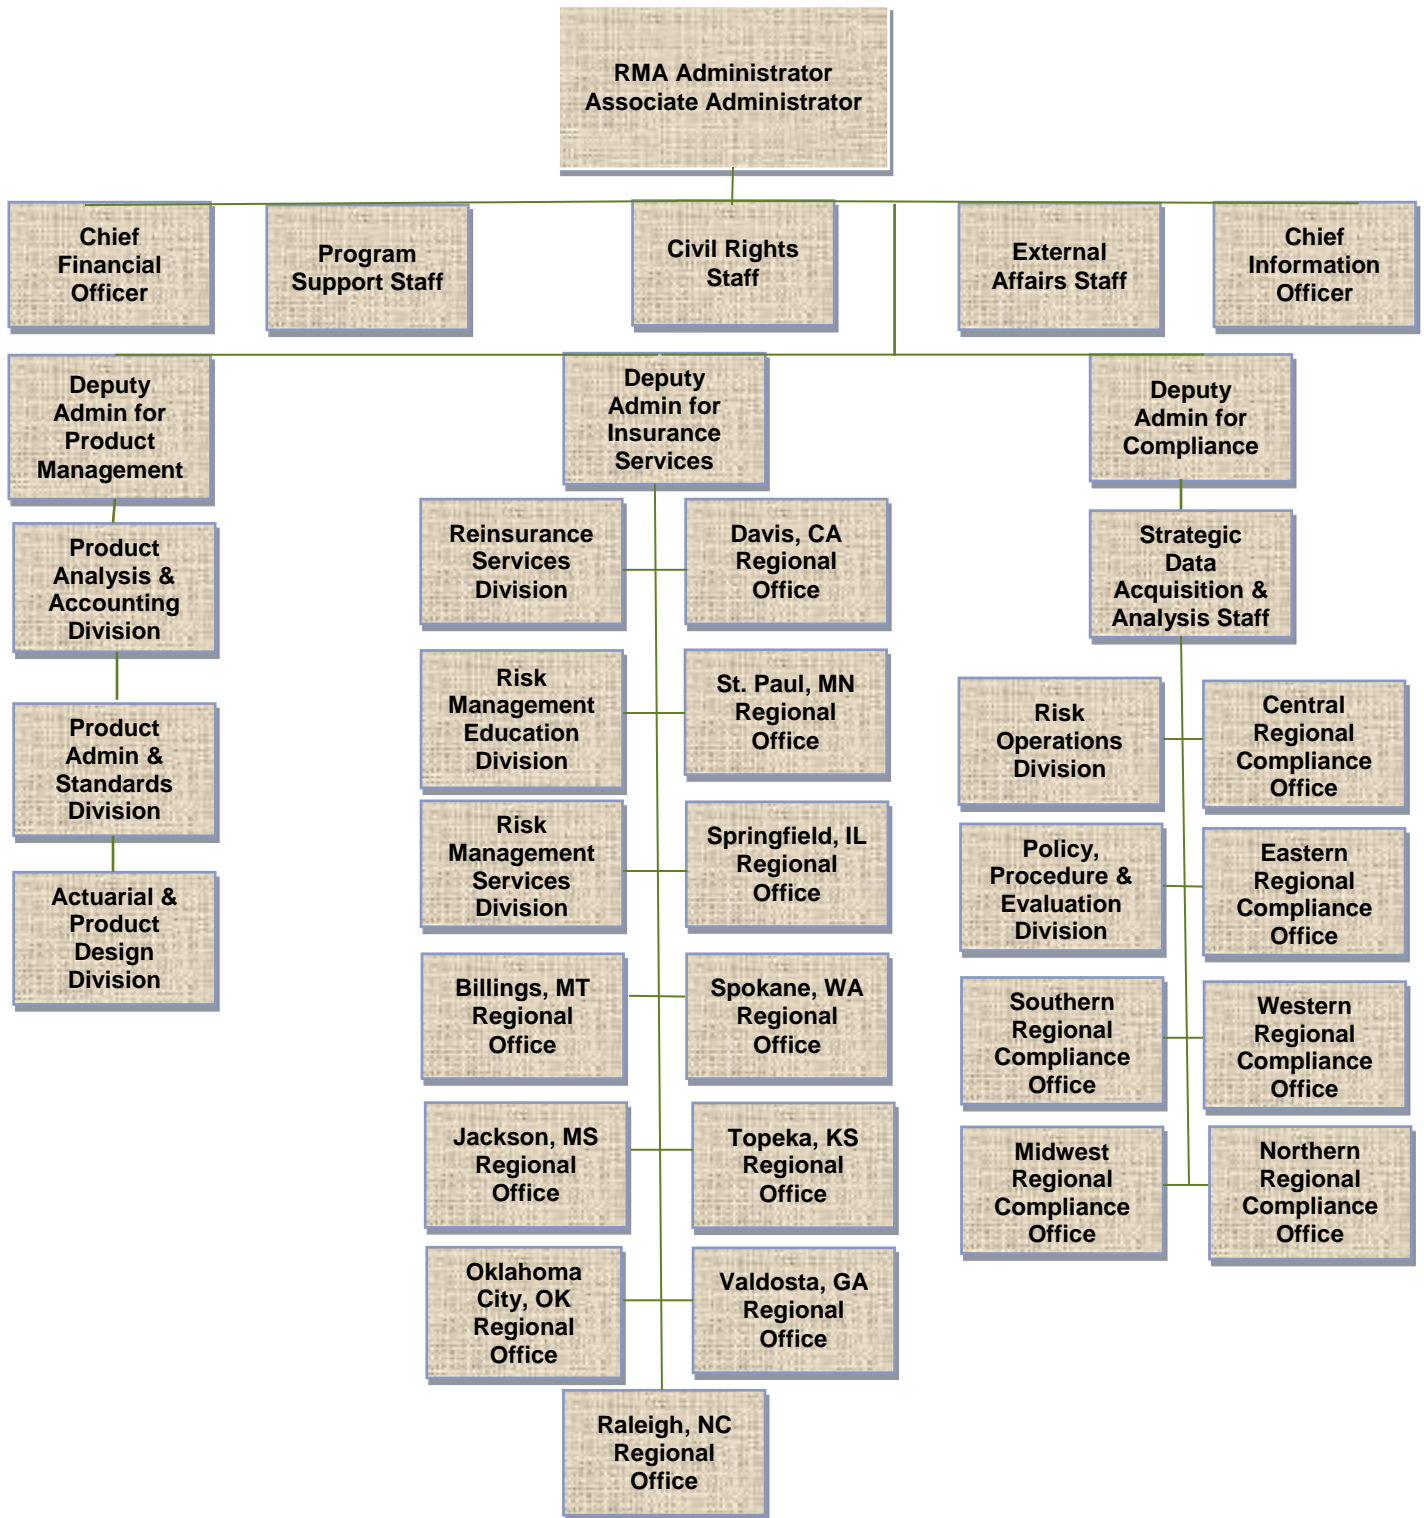 RMA Administrator
Associate Administrator
Chief
Financial
Officer
Program
Support Staff
Civil Rights
Staff
External
Affairs Staff
Chief
Information
Officer
Deputy
Admin for
Product
Management
Deputy
Admin for
Insurance
Services
Deputy
Admin for
Compliance
Product
Analysis &
Accounting
Division
Product
Admin &
Standards
Division
Actuarial &
Product
Design
Division
Reinsurance
Services
Division
Davis, CA
Regional
Office
Risk
Management
Education
Division
St. Paul, MN
Regional
Office
Risk
Management
Services
Division
Springfield, IL
Regional
Office
Billings, MT
Regional
Office
Spokane, WA
Regional
Office
Jackson, MS
Regional
Office
Topeka, KS
Regional
Office
Oklahoma
City, OK
Regional
Office
Valdosta, GA
Regional
Office
Raleigh, NC
Regional
Office
Strategic
Data
Acquisition &
Analysis Staff
Risk
Operations
Division
Central
Regional
Compliance
Office
Policy,
Procedure &
Evaluation
Division
Eastern
Regional
Compliance
Office
Southern
Regional
Compliance
Office
Western
Regional
Compliance
Office
Midwest
Regional
Compliance
Office
Northern
Regional
Compliance
Office